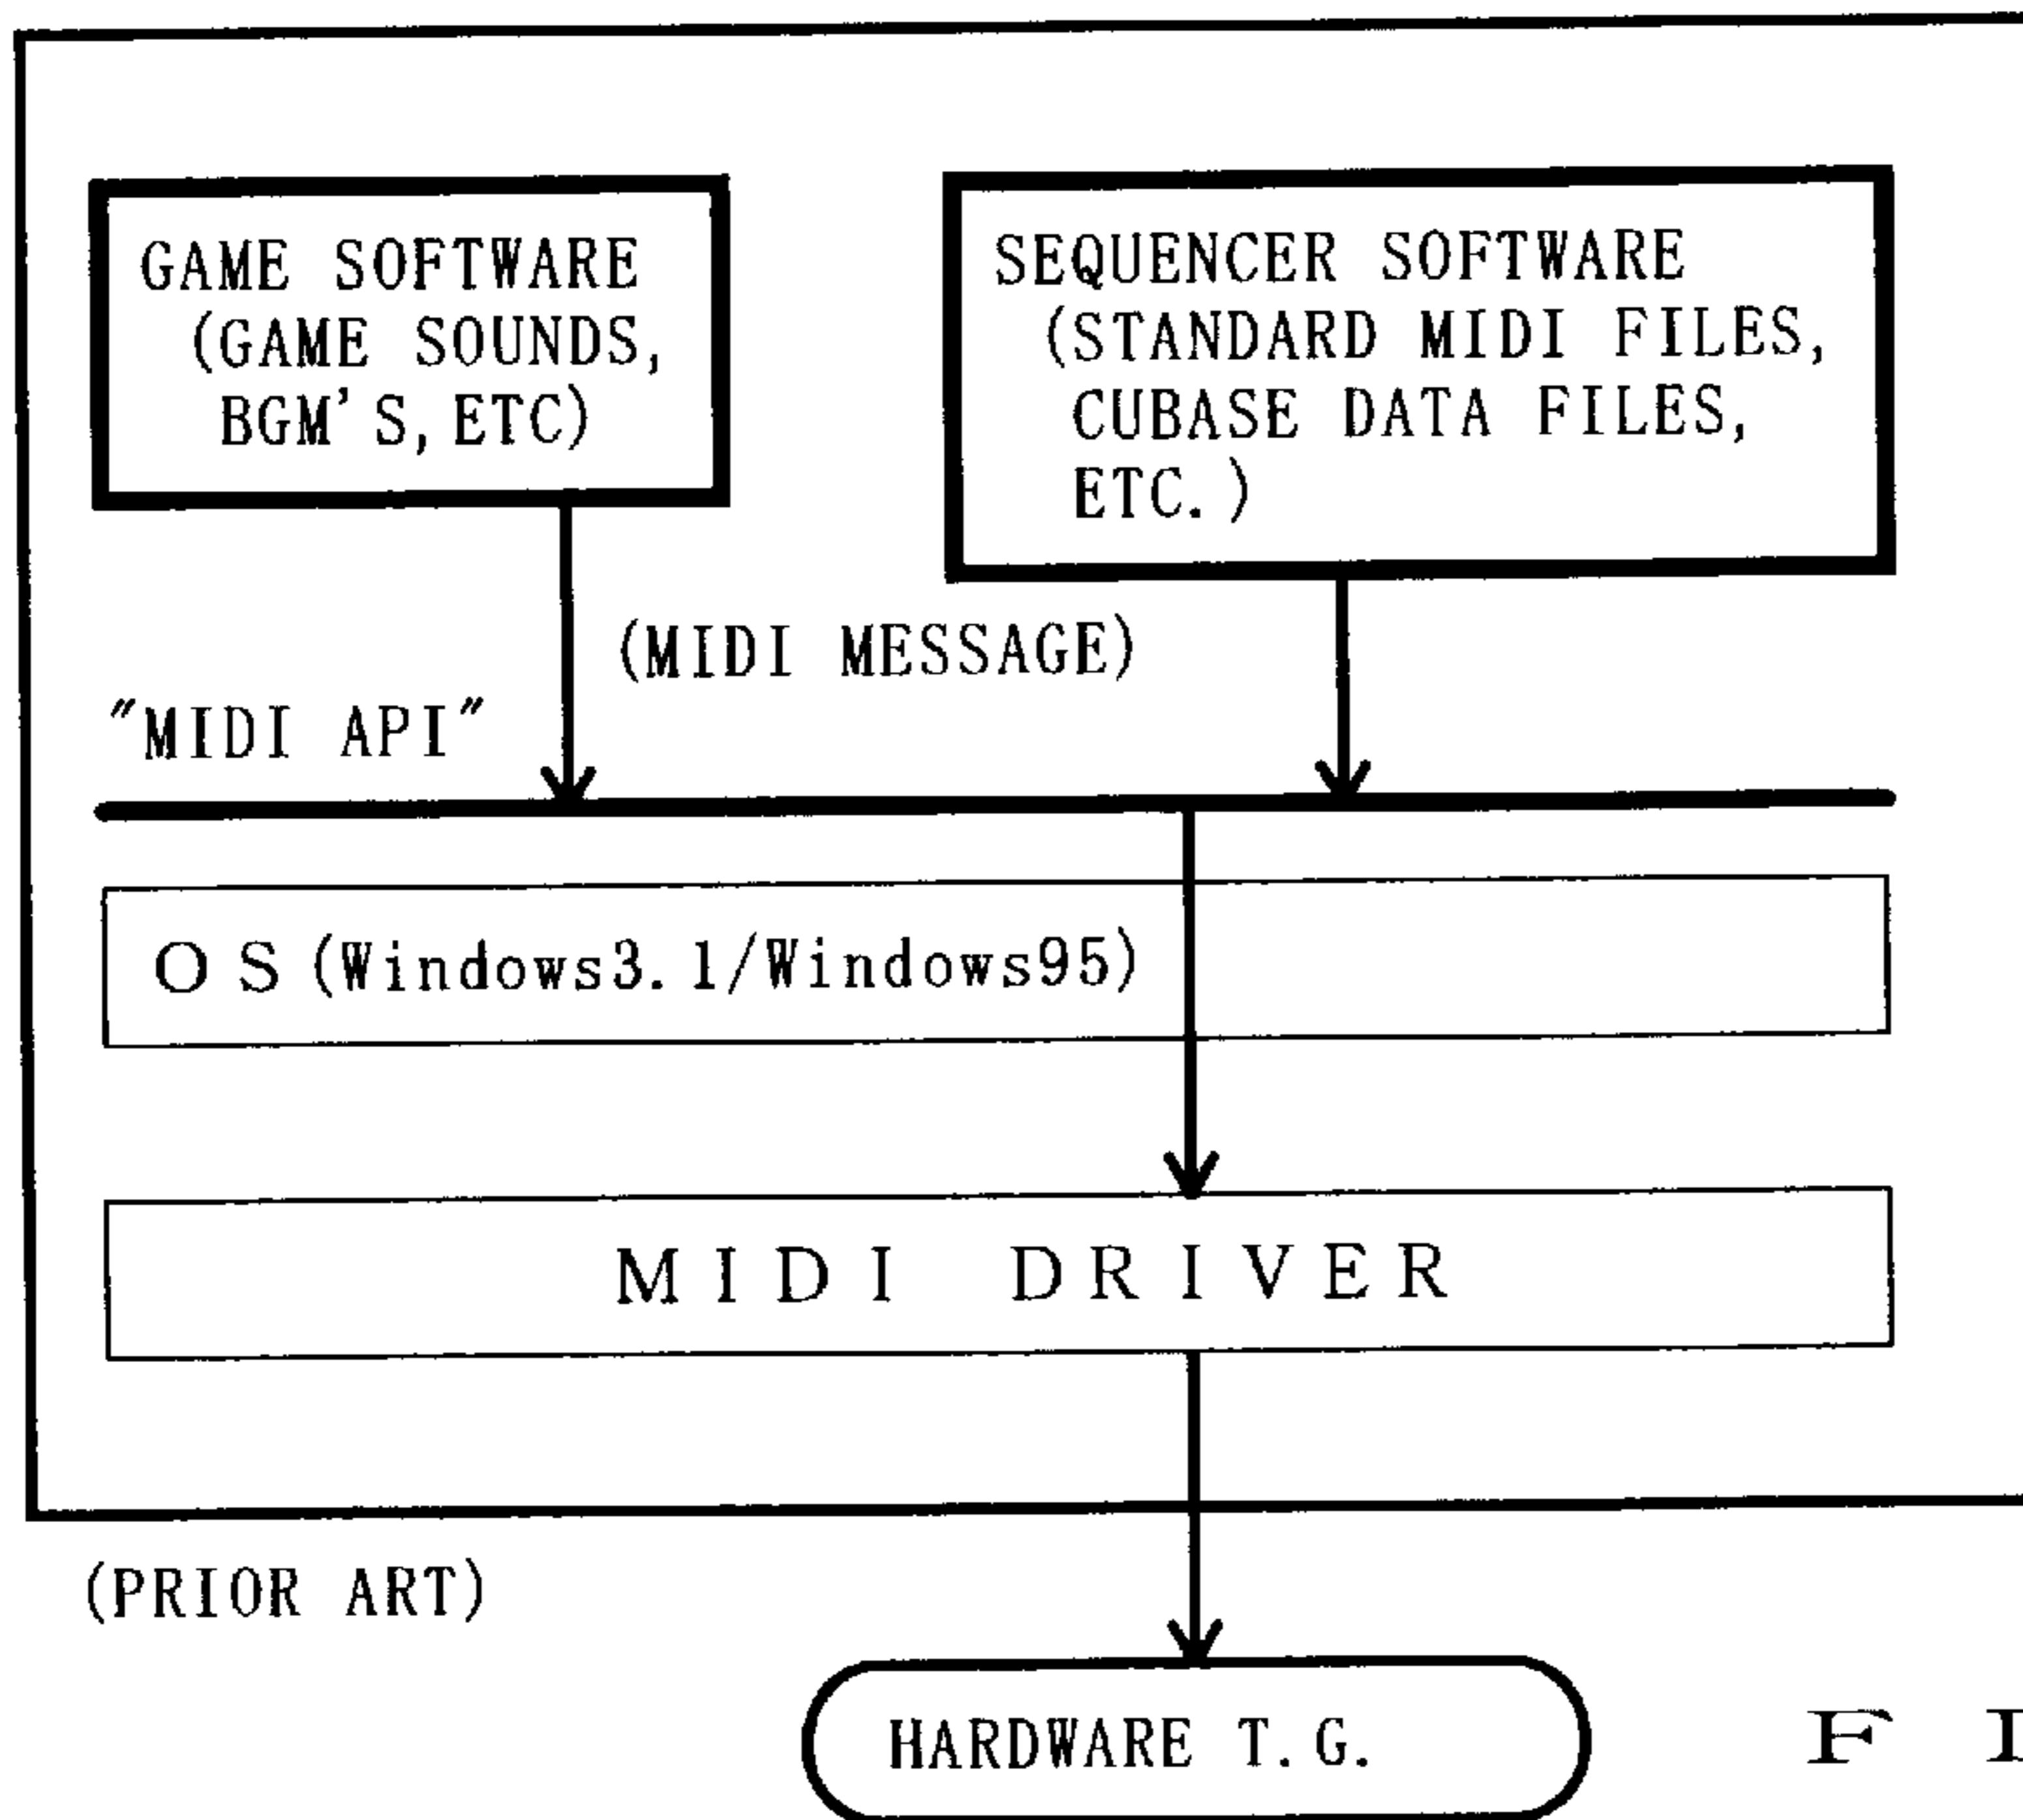 GAME SOFTWARE
(GAME SOUNDS,
BGM'S, ETC)
SEQUENCER SOFTWARE
(STANDARD MIDI FILES,
CUBASE DATA FILES,
ETC.)
(MIDI MESSAGE)
"MIDI API"
OS (Windows3.1/Windows95)
MIDI DRIVER
(PRIOR ART)
HARDWARE T.G.
F I